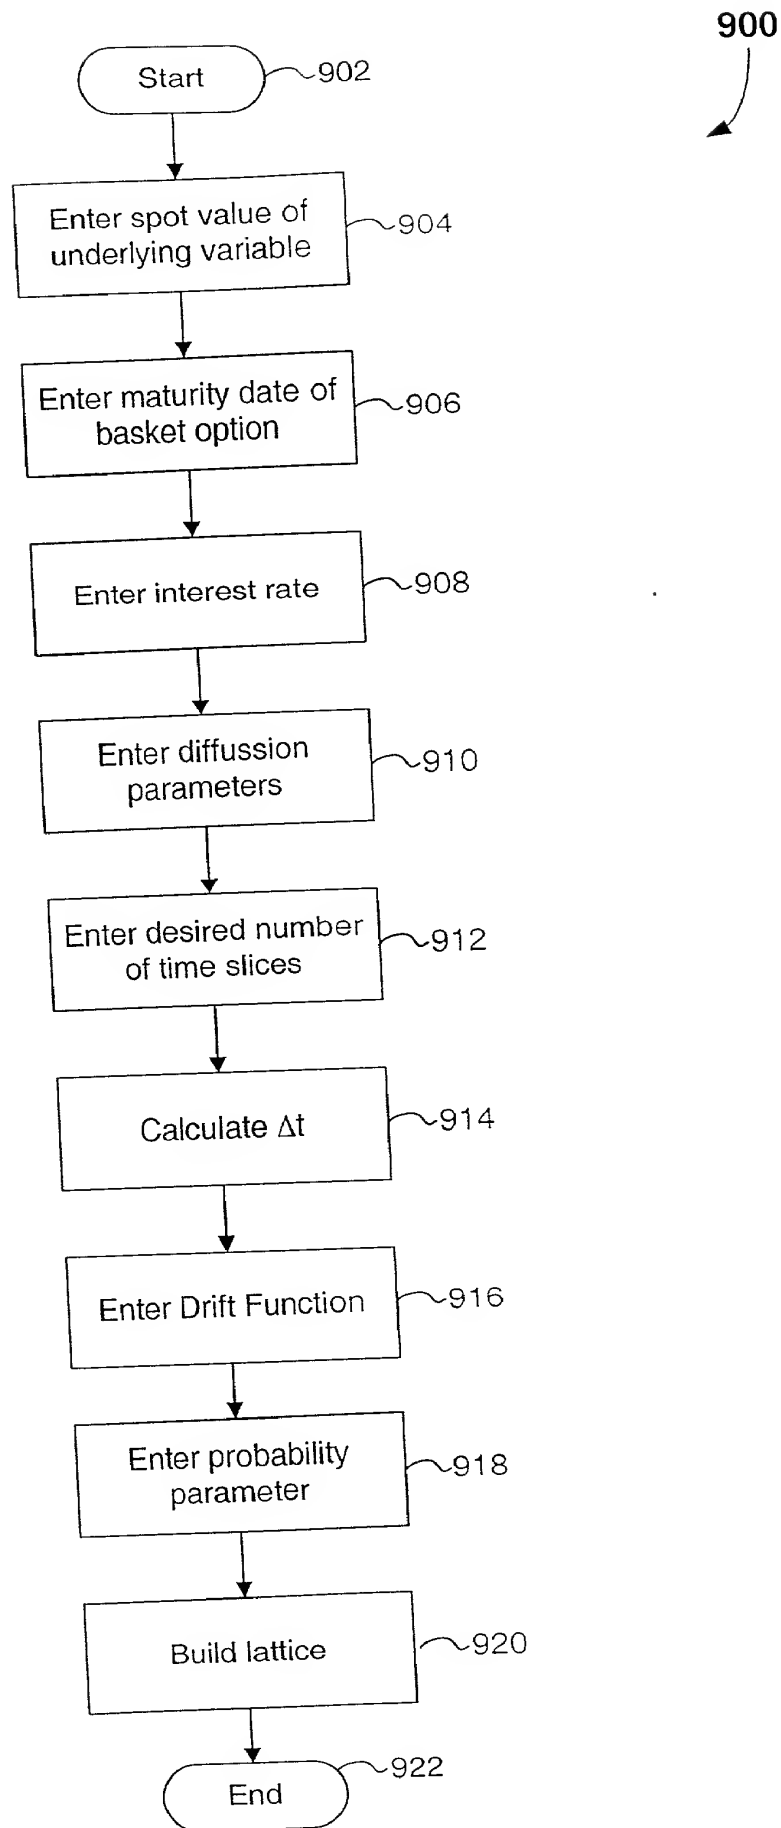 900
Start
902
Enter spot value of
underlying variable
904
Enter maturity date of
basket option
906
Enter interest rate
908
Enter diffussion
parameters
910
Enter desired number
of time slices
912
Calculate Δt
914
Enter Drift Function
916
Enter probability
parameter
918
Build lattice
920
End
922